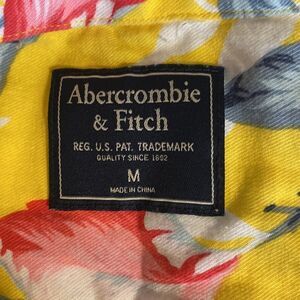 Abercrombie
& Fitch
REG. U.S. PAT. TRADEMARK
QUALITY SINCE 1892
M
MADE IN CHINA